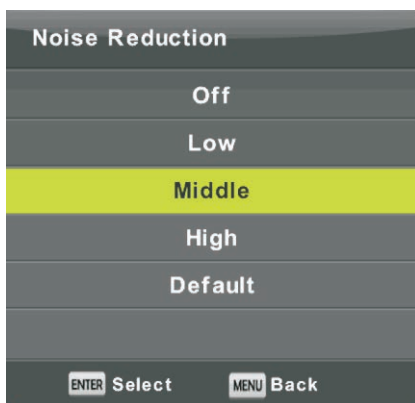 Noise Reduction
Off
Low
Middle
High
Default
ENTER Select MENU Back